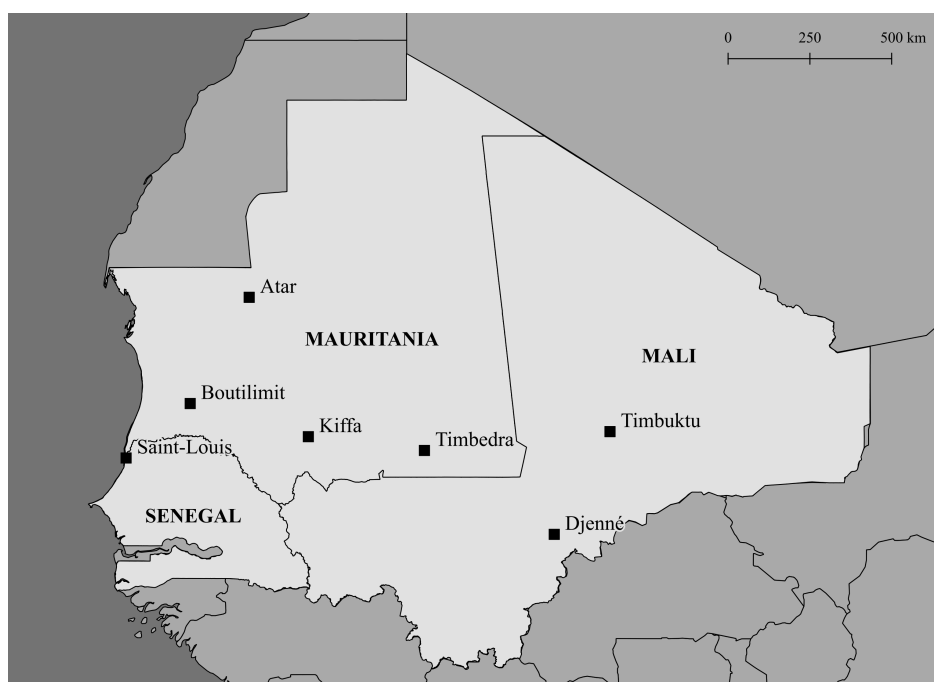 0 250 500 km
Atar
MAURITANIA
MALI
Boutilimit
Kiffa
Timbuktu
Timbedra
Saint-Louis
SENEGAL
Djenné